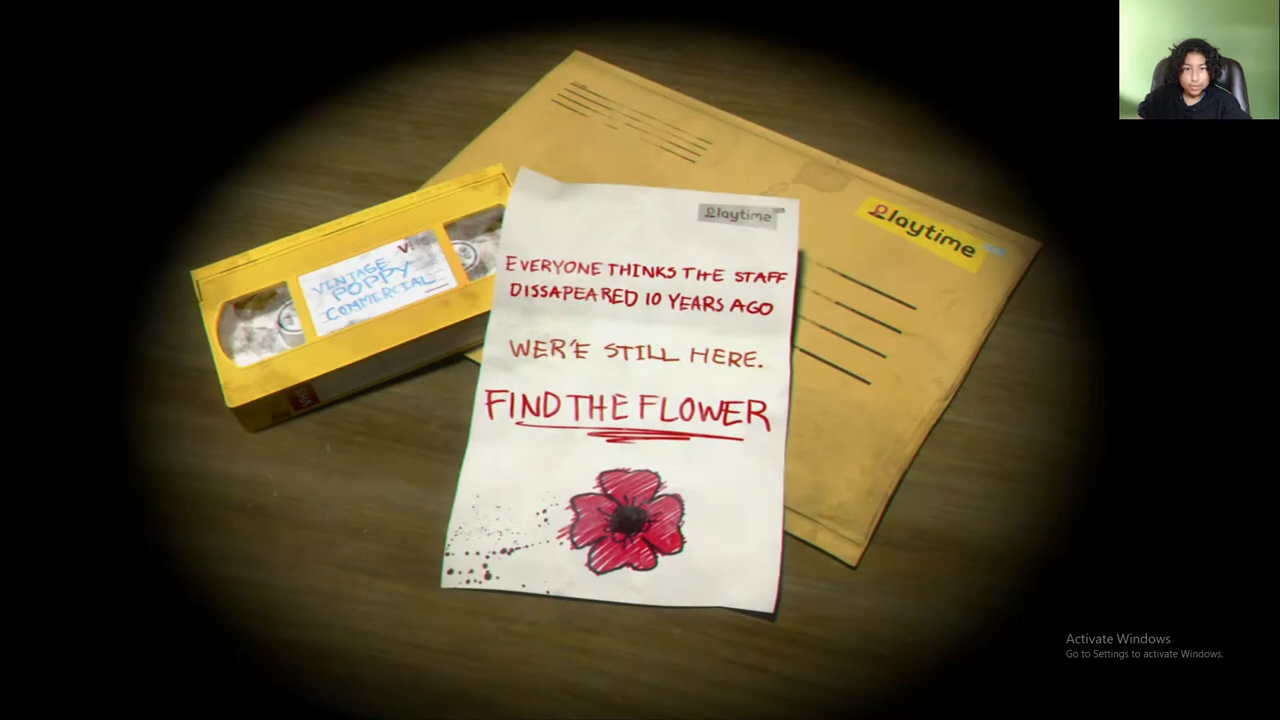 VHS
VINTAGE
POPPY
COMMERCIAL
Playtime
EVERYONE THINKS THE STAFF
DISSAPEARED 10 YEARS AGO
WER'E STILL HERE.
FIND THE FLOWER
Playtime
Activate Windows
Go to Settings to activate Windows.